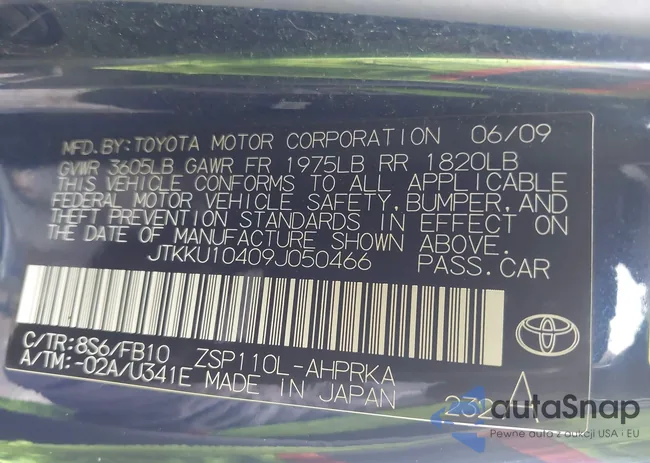 MFD.BY:TOYOTA MOTOR CORPORATION 06/09
GVWR 3605LB GAWR FR 1975LB RR 1820LB
THIS VEHICLE CONFORMS TO ALL APPLICABLE
FEDERAL MOTOR VEHICLE SAFETY,BUMPER,AND
THEFT PREVENTION STANDARDS IN EFFECT ON
THE DATE OF MANUFACTURE SHOWN ABOVE.
JTKKU10409J050466 PASS.CAR
C/TR:8S6/FB10 ZSP110L-AHPRKA
A/TM:-02A/U341E MADE IN JAPAN 232
autaSnap
Pewne auta z aukcji USA i EU